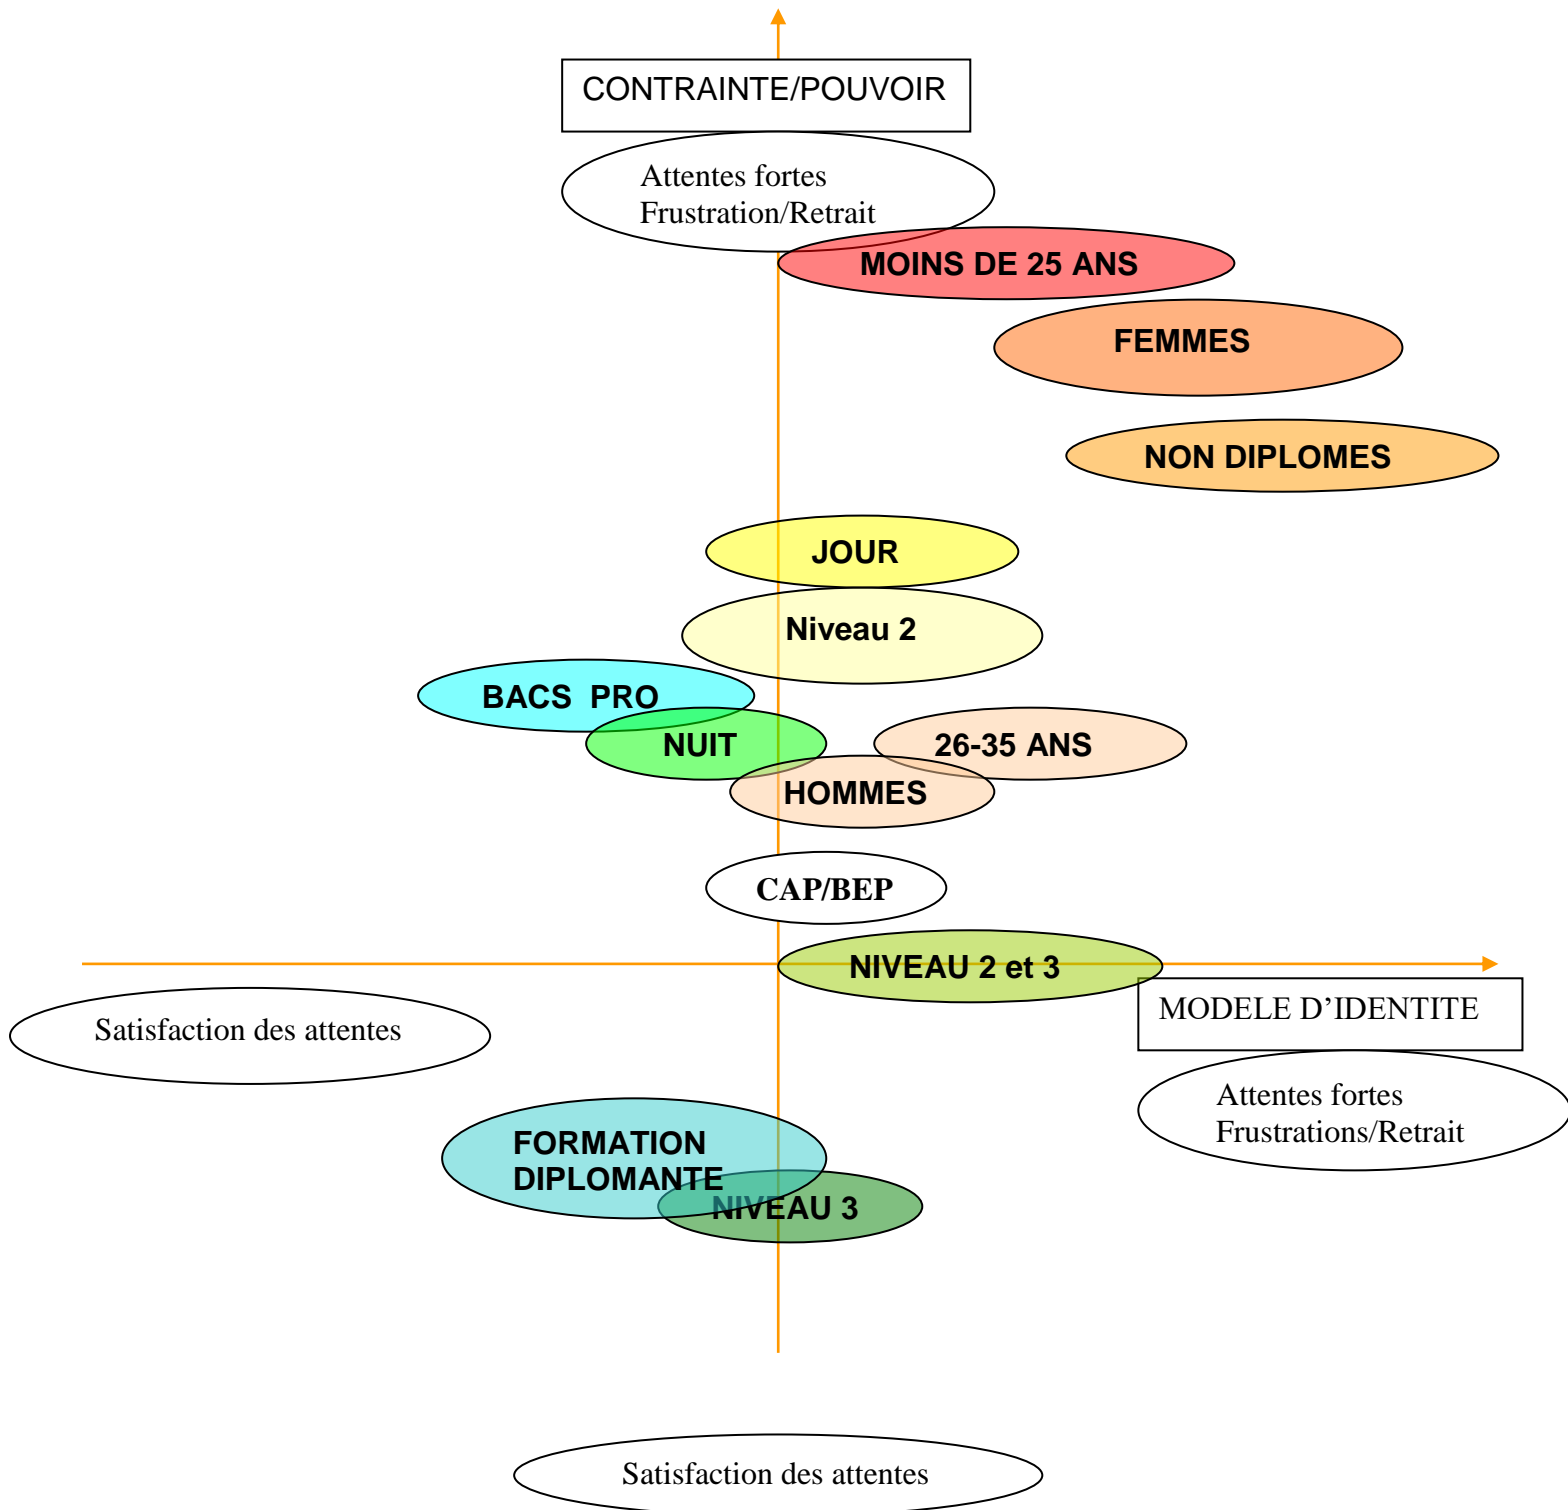 CONTRAINTE/POUVOIR
Attentes fortes
Frustration/Retrait
MOINS DE 25 ANS
FEMMES
NON DIPLOMES
JOUR
Niveau 2
BACS PRO
NUIT
26-35 ANS
HOMMES
CAP/BEP
NIVEAU 2 et 3
MODELE D’IDENTITE
Satisfaction des attentes
Attentes fortes
Frustrations/Retrait
FORMATION
DIPLOMANTE
NIVEAU 3
Satisfaction des attentes